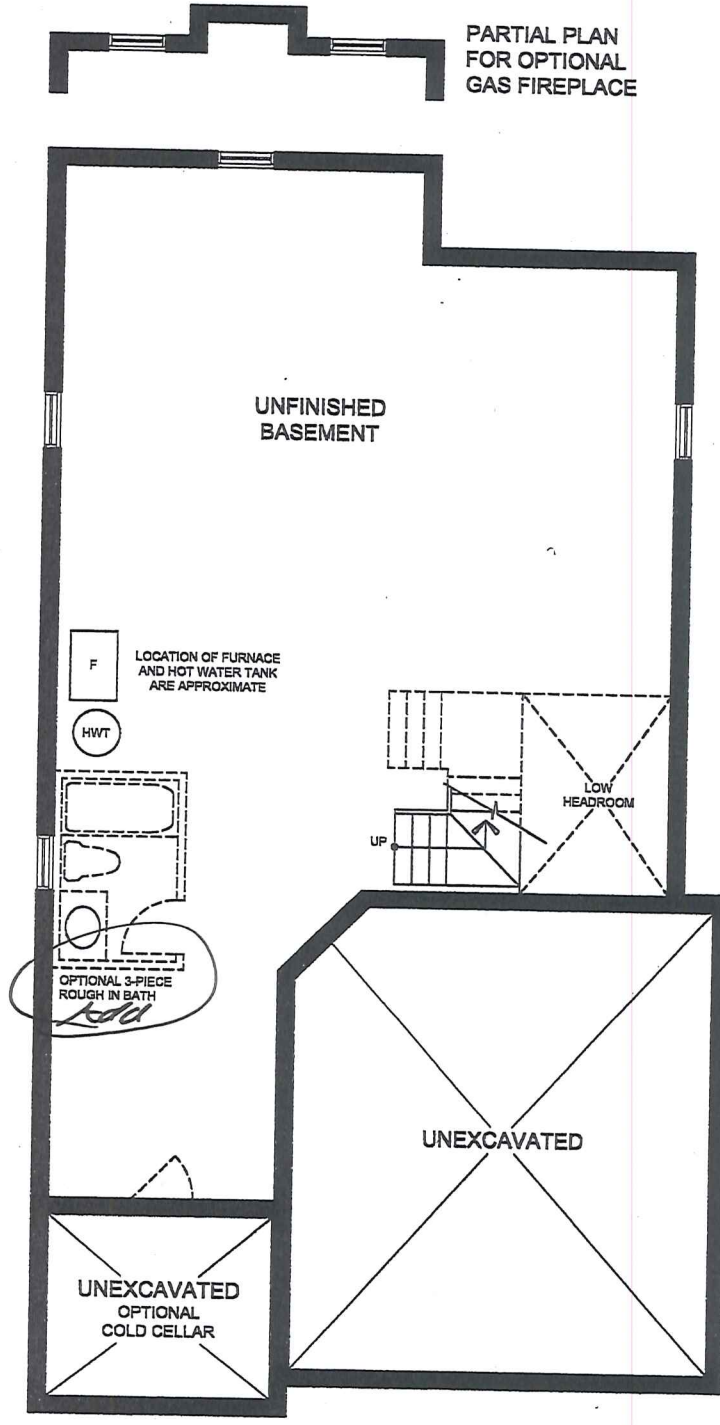 PARTIAL PLAN
FOR OPTIONAL
GAS FIREPLACE
UNFINISHED
BASEMENT
F
LOCATION OF FURNACE
AND HOT WATER TANK
ARE APPROXIMATE
HWT
LOW
HEADROOM
UP
OPTIONAL 3-PIECE
ROUGH IN BATH
Add
UNEXCAVATED
UNEXCAVATED
OPTIONAL
COLD CELLAR